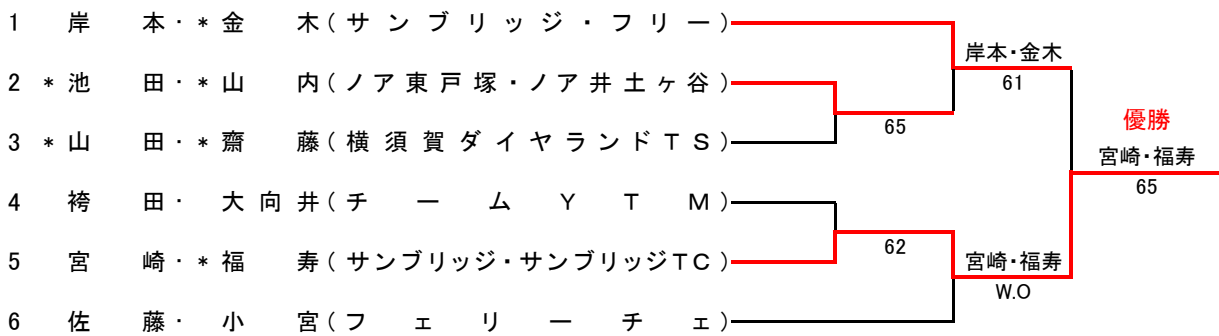 1 岸本・*金木(サンブリッジ・フリー)
岸本・金木
2 *池田・*山内(ノア東戸塚・ノア井土ヶ谷)
61
65
優勝
3 *山田・*齋藤(横須賀ダイヤランドTS)
宮崎・福寿
65
4 袴田・大向井(チームYTM)
62
5 宮崎・*福寿(サンブリッジ・サンブリッジTC)
宮崎・福寿
W.O
6 佐藤・小宮(フェリーチェ)